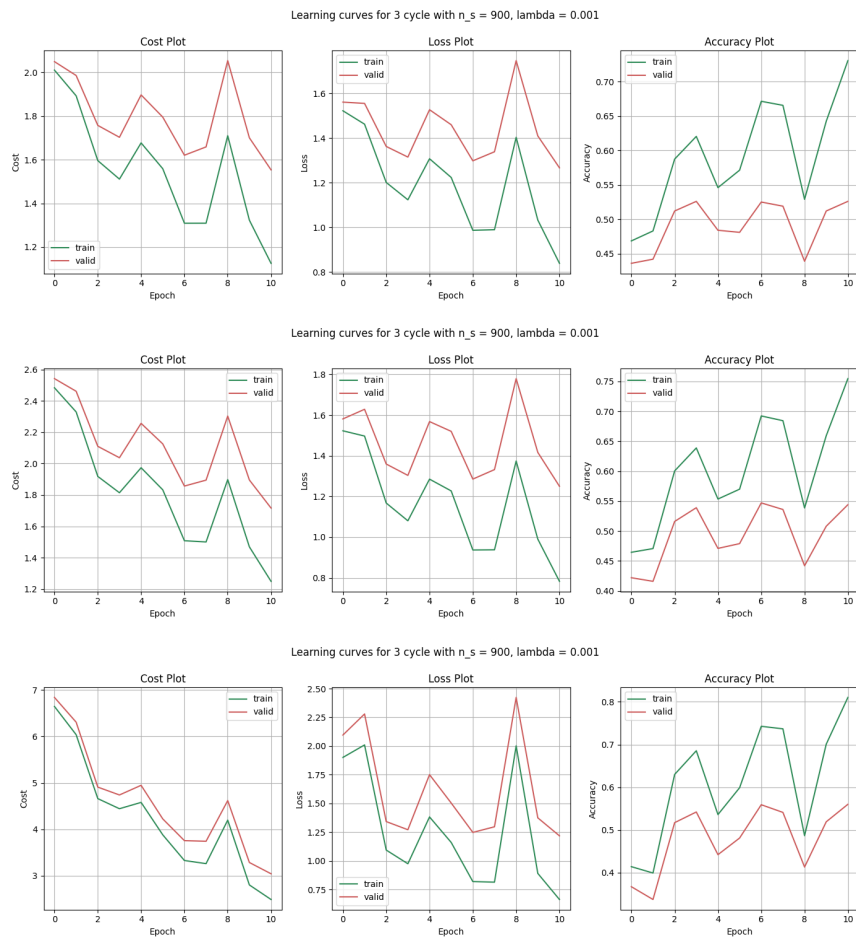 Learning curves for 3 cycle with n_s = 900, lambda = 0.001
Cost Plot
Loss Plot
Accuracy Plot
Cost
2.0
1.8
1.6
1.4
1.2
train
valid
0 2 4 6 8 10
Epoch
Loss
1.6
1.4
1.2
1.0
0.8
train
valid
0 2 4 6 8 10
Epoch
Accuracy
0.70
0.65
0.60
0.55
0.50
0.45
train
valid
0 2 4 6 8 10
Epoch
Learning curves for 3 cycle with n_s = 900, lambda = 0.001
Cost Plot
Loss Plot
Accuracy Plot
Cost
2.6
2.4
2.2
2.0
1.8
1.6
1.4
1.2
train
valid
0 2 4 6 8 10
Epoch
Loss
1.8
1.6
1.4
1.2
1.0
0.8
train
valid
0 2 4 6 8 10
Epoch
Accuracy
0.75
0.70
0.65
0.60
0.55
0.50
0.45
0.40
train
valid
0 2 4 6 8 10
Epoch
Learning curves for 3 cycle with n_s = 900, lambda = 0.001
Cost Plot
Loss Plot
Accuracy Plot
Cost
7
6
5
4
3
train
valid
0 2 4 6 8 10
Epoch
Loss
2.50
2.25
2.00
1.75
1.50
1.25
1.00
0.75
train
valid
0 2 4 6 8 10
Epoch
Accuracy
0.8
0.7
0.6
0.5
0.4
train
valid
0 2 4 6 8 10
Epoch